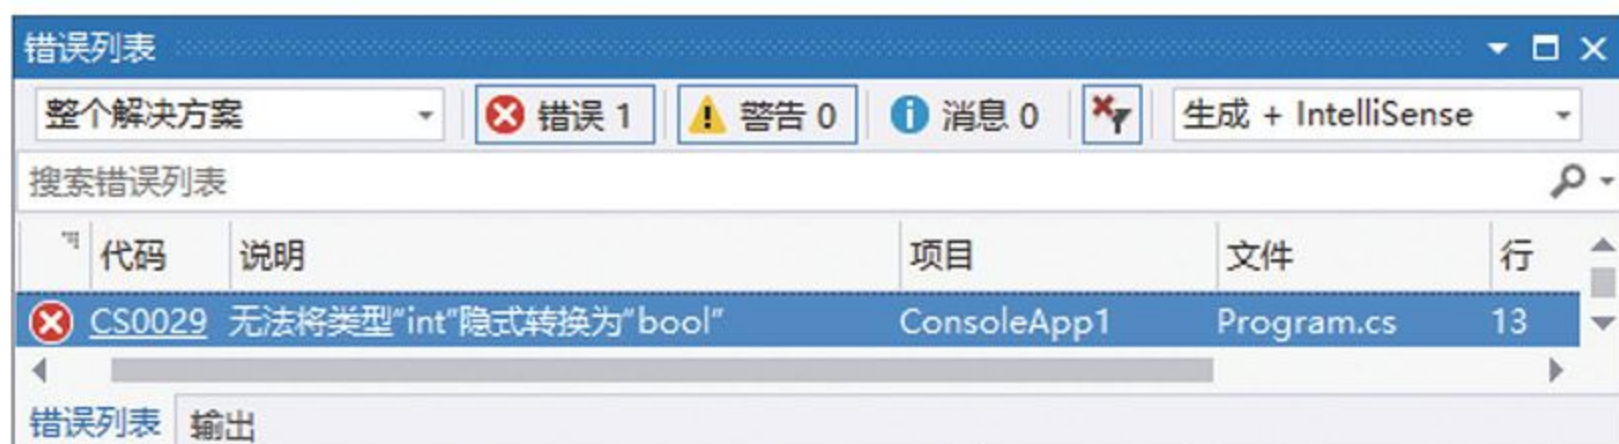 错误列表
整个解决方案 错误 1 警告 0 消息 0 生成 + IntelliSense
搜索错误列表
代码 说明 项目 文件 行
CS0029 无法将类型"int"隐式转换为"bool" ConsoleApp1 Program.cs 13
错误列表 输出